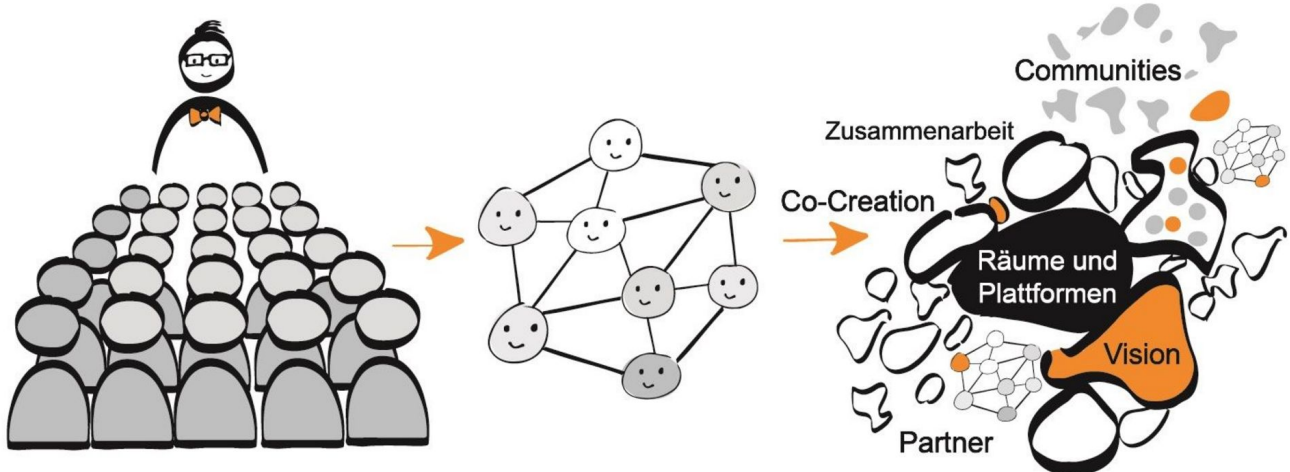 Communities
Zusammenarbeit
Co-Creation
Räume und
Plattformen
Vision
Partner